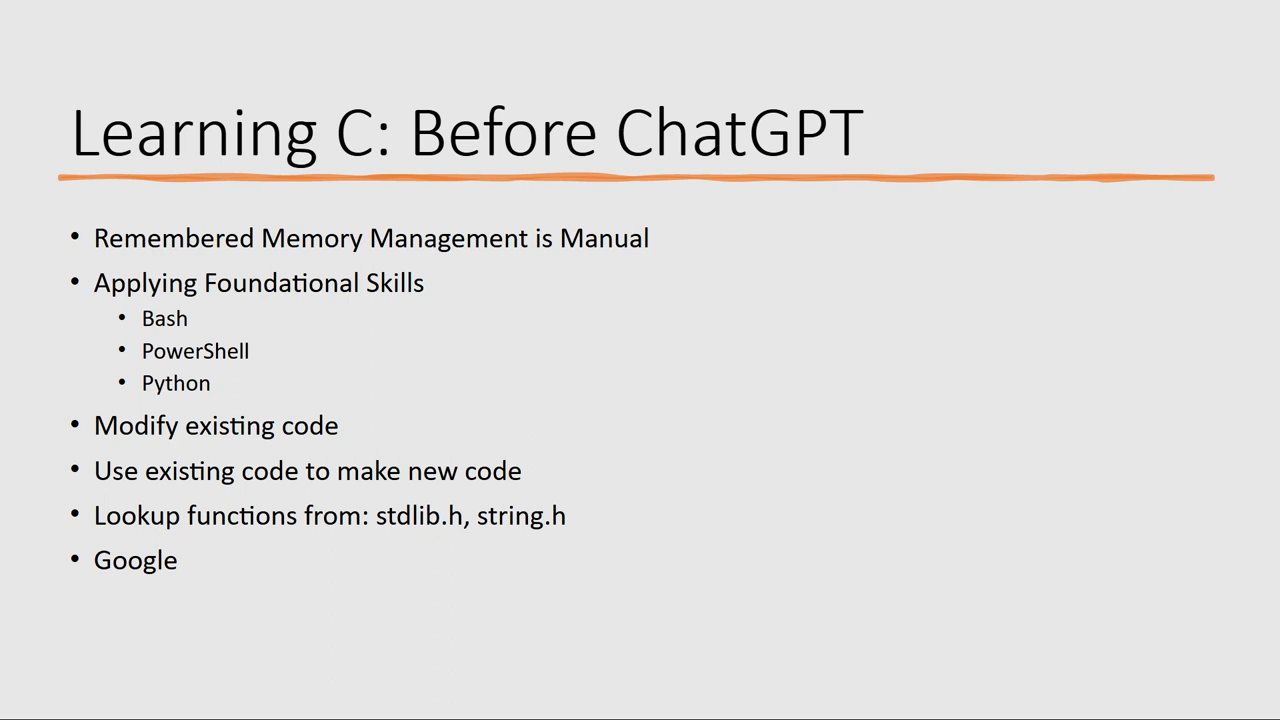 Learning C: Before ChatGPT
• Remembered Memory Management is Manual
• Applying Foundational Skills
• Bash
• PowerShell
• Python
• Modify existing code
• Use existing code to make new code
• Lookup functions from: stdlib.h, string.h
• Google